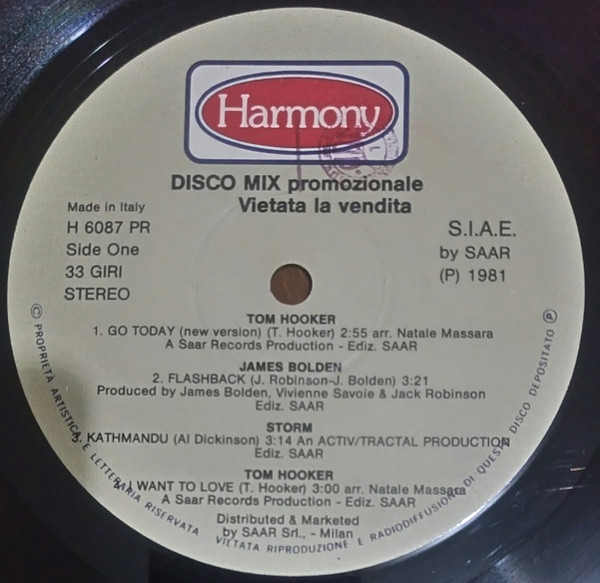 Harmony
DISCO MIX promozionale
Vietata la vendita
Made in Italy
H 6087 PR
Side One
33 GIRI
STEREO
S.I.A.E.
by SAAR
(P) 1981
TOM HOOKER
1. GO TODAY (new version) (T. Hooker) 2:55 arr. Natale Massara
A Saar Records Production - Ediz. SAAR
JAMES BOLDEN
2. FLASHBACK (J. Robinson-J. Bolden) 3:21
Produced by James Bolden, Vivienne Savoie & Jack Robinson
Ediz. SAAR
STORM
3. KATHMANDU (Al Dickinson) 3:14 An ACTIV/TRACTAL PRODUCTION
Ediz. SAAR
TOM HOOKER
4. I WANT TO LOVE (T. Hooker) 3:00 arr. Natale Massara
A Saar Records Production - Ediz. SAAR
Distributed & Marketed
by SAAR Srl., - Milan
© PROPRIETÀ ARTISTICA E LETTERARIA RISERVATA VIETATA RIPRODUZIONE E RADIODIFFUSIONE DI QUESTO DISCO DEPOSITATO Ⓟ